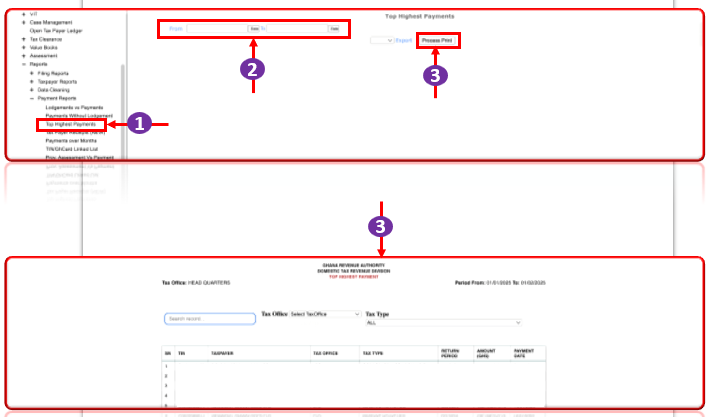 VIT
Case Management
Open Tax Payer Ledger
Tax Clearance
Value Books
Assessment
Reports
Filing Reports
Taxpayer Reports
Data Cleaning
Payment Reports
Lodgements vs Payments
Payments Without Lodgement
Top Highest Payments
Tax Payer Receipts (New)
Payments over Months
TIN/GhCard Linked List
Prov. Assessment Vs Payment
Top Highest Payments
From To
Export Process Print
1
2
3
3
GHANA REVENUE AUTHORITY
DOMESTIC TAX REVENUE DIVISION
TOP HIGHEST PAYMENT
Tax Office: HEAD QUARTERS Period From: 01/01/2025 To: 01/02/2025
Search record.. Tax Office Select TaxOffice Tax Type
ALL
SN TIN TAXPAYER TAX OFFICE TAX TYPE RETURN PERIOD AMOUNT (GHS) PAYMENT DATE
1
2
3
4